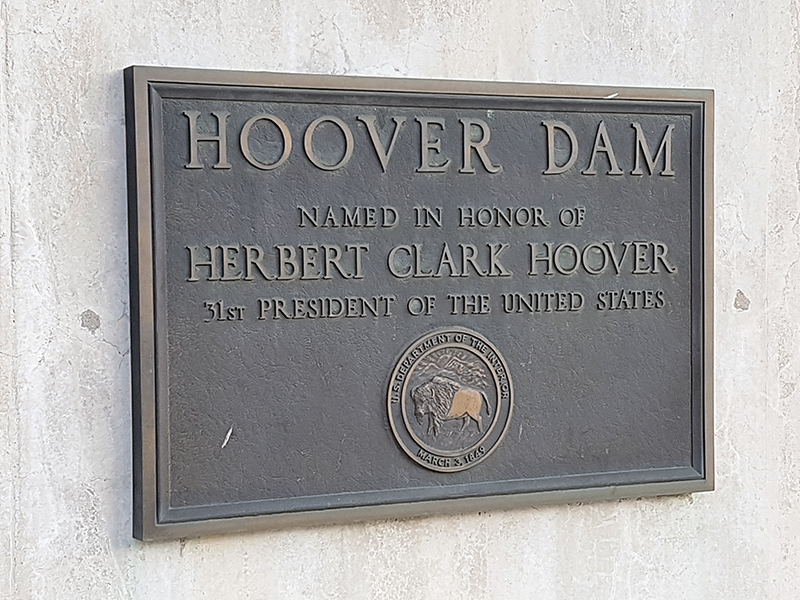 HOOVER DAM
NAMED IN HONOR OF
HERBERT CLARK HOOVER
31ST PRESIDENT OF THE UNITED STATES
U.S. DEPARTMENT OF THE INTERIOR
MARCH 3, 1849